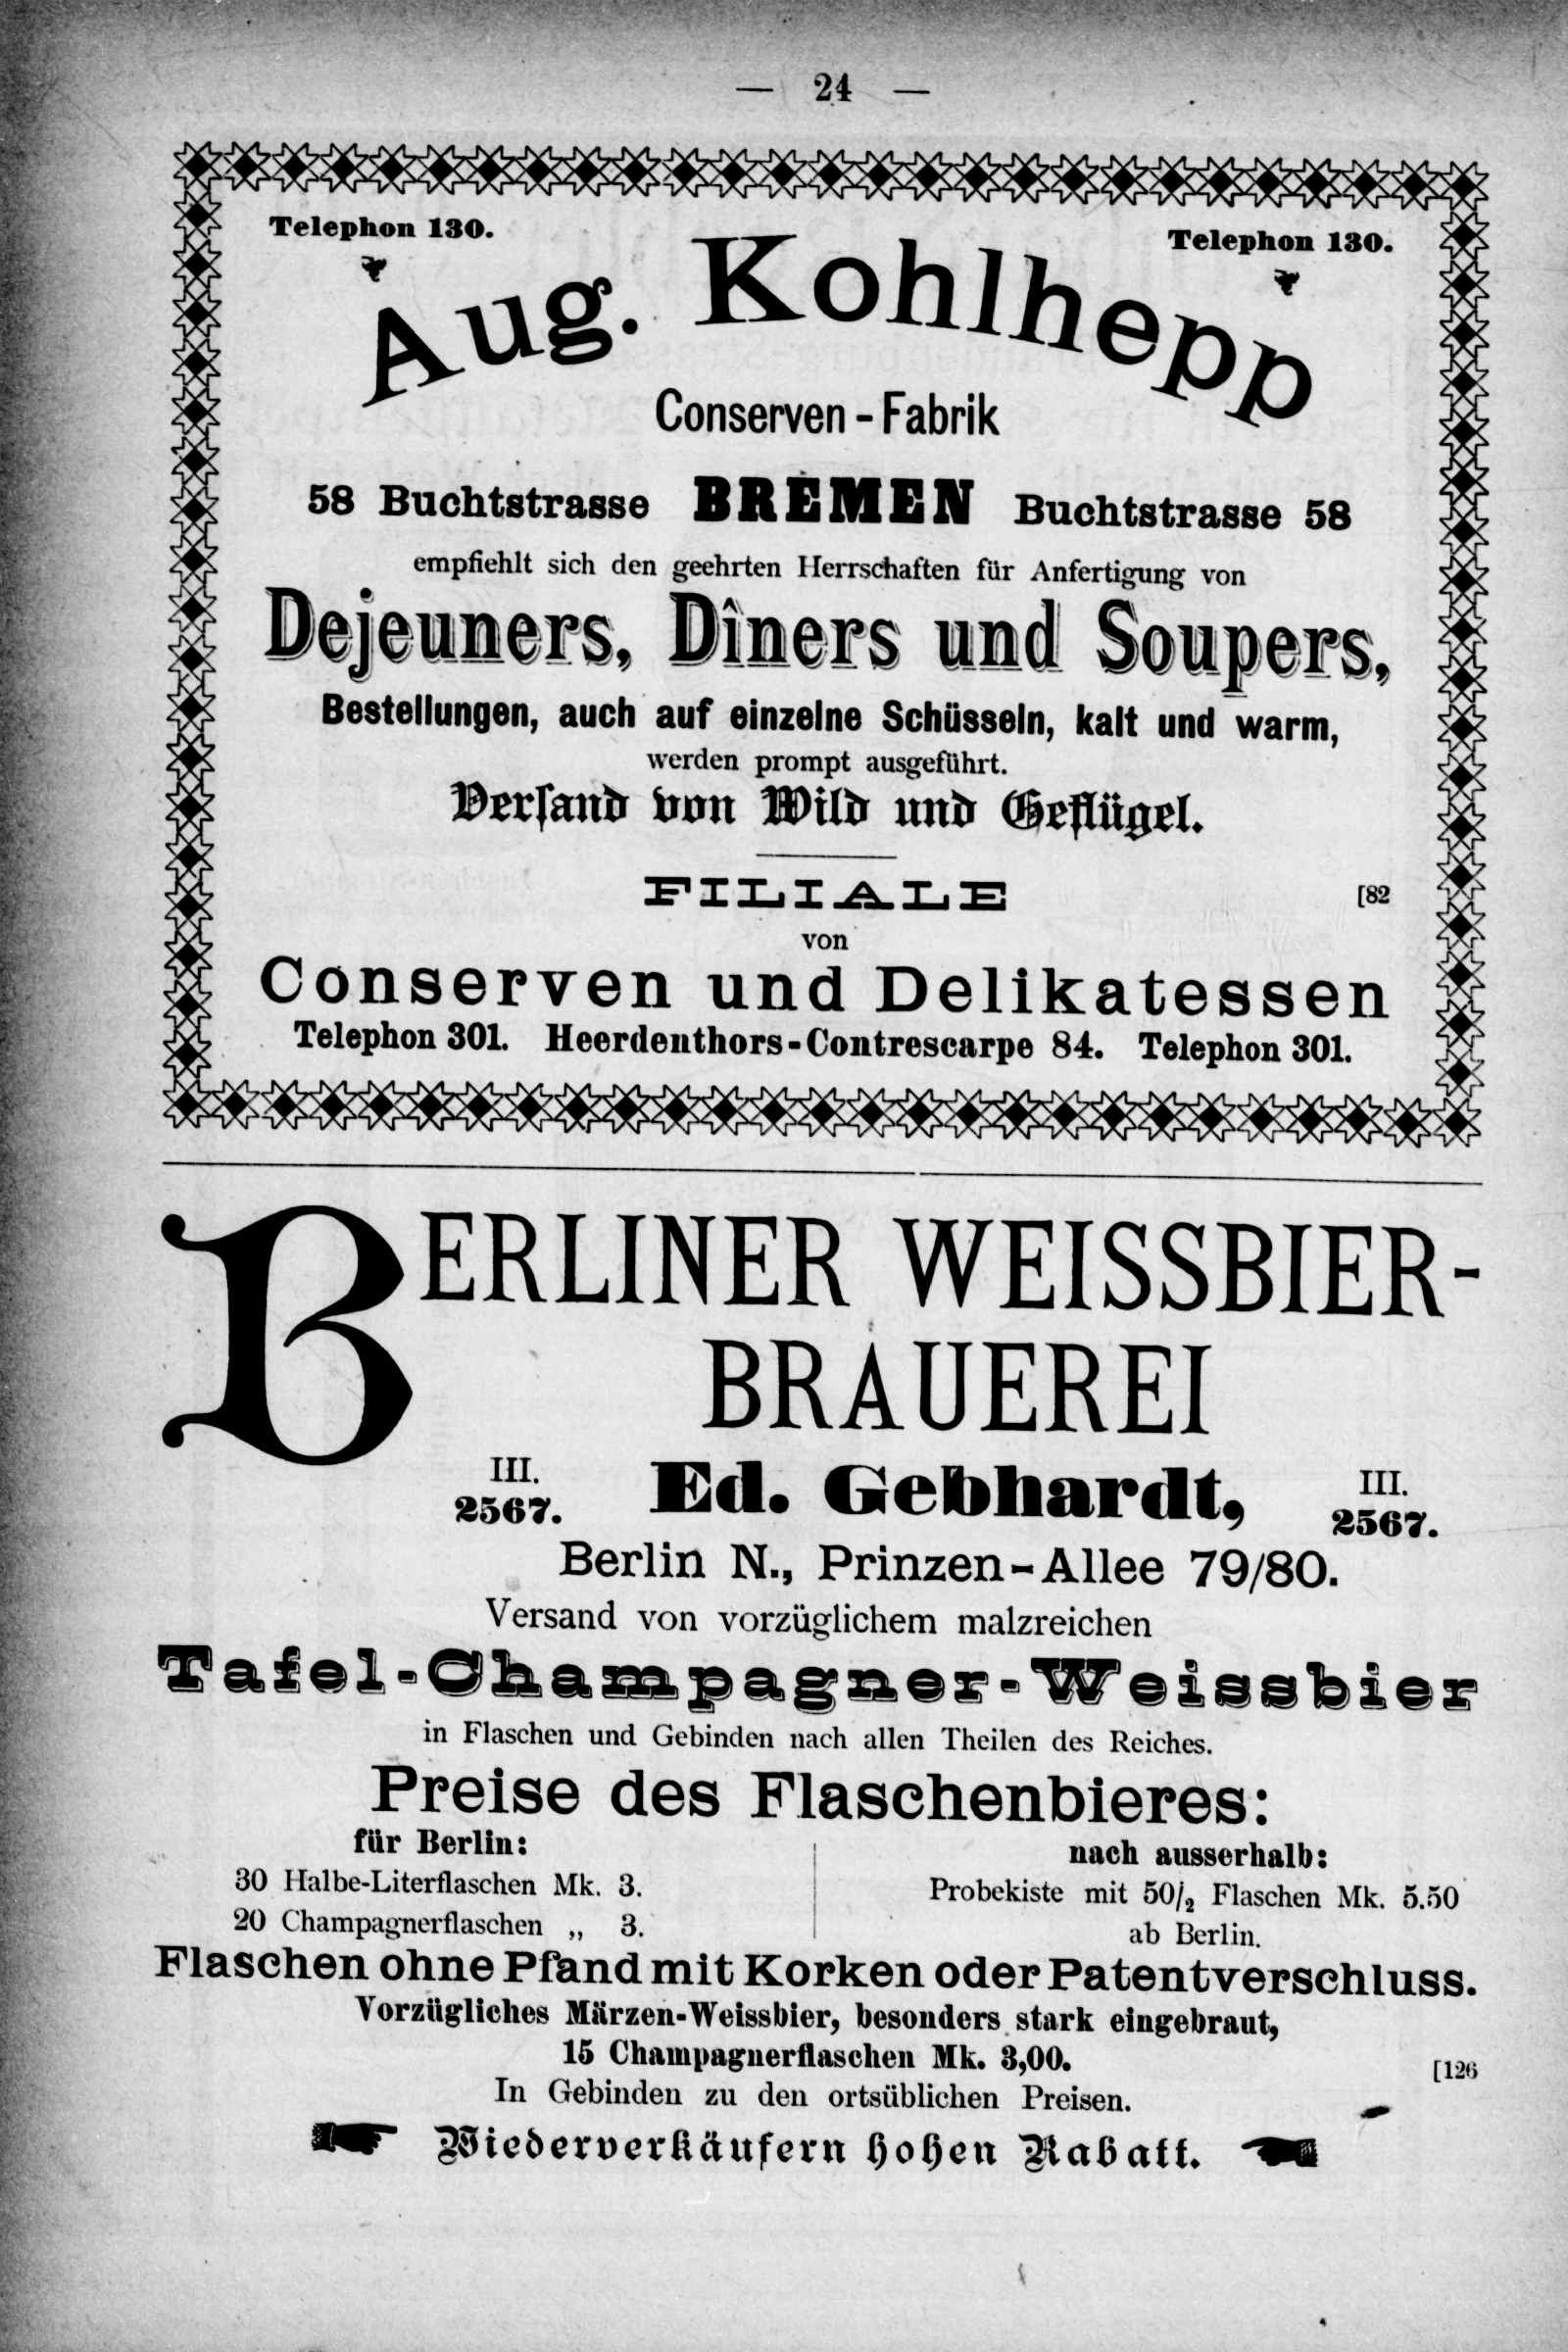 — 24 —
Telephon 130. Telephon 130.
Aug. Kohlhepp
Conserven - Fabrik
58 Buchtstrasse BREMEN Buchtstrasse 58
empfiehlt sich den geehrten Herrschaften für Anfertigung von
Dejeuners, Dîners und Soupers,
Bestellungen, auch auf einzelne Schüsseln, kalt und warm,
werden prompt ausgeführt.
Verſand von Wild und Geflügel.
FILIALE [82
von
Conserven und Delikatessen
Telephon 301. Heerdenthors-Contrescarpe 84. Telephon 301.
BERLINER WEISSBIER-
BRAUEREI
III. Ed. Gebhardt, III.
2567. 2567.
Berlin N., Prinzen-Allee 79/80.
Versand von vorzüglichem malzreichen
Tafel-Champagner-Weissbier
in Flaschen und Gebinden nach allen Theilen des Reiches.
Preise des Flaschenbieres:
für Berlin:
30 Halbe-Literflaschen Mk. 3.
20 Champagnerflaschen „ 3.
nach ausserhalb:
Probekiste mit 50/2 Flaschen Mk. 5.50
ab Berlin.
Flaschen ohne Pfand mit Korken oder Patentverschluss.
Vorzügliches Märzen-Weissbier, besonders stark eingebraut,
15 Champagnerflaschen Mk. 3,00. [126
In Gebinden zu den ortsüblichen Preisen.
Wiederverkäufern hohen Rabatt.